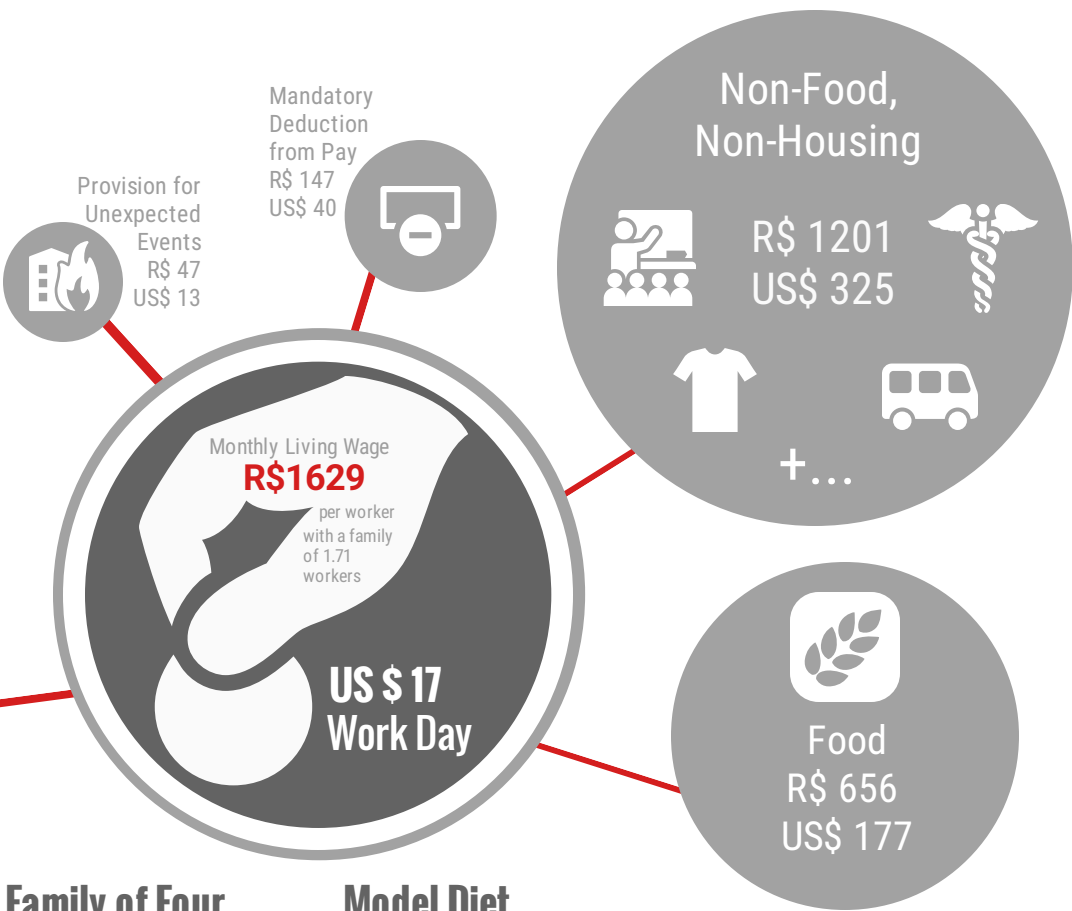 Non-Food,
Non-Housing
R$ 1201
US$ 325
+...
Mandatory
Deduction
from Pay
R$ 147
US$ 40
Provision for
Unexpected
Events
R$ 47
US$ 13
Monthly Living Wage
R$1629
per worker
with a family
of 1.71
workers
US $ 17
Work Day
Food
R$ 656
US$ 177
Family of Four
Model Diet